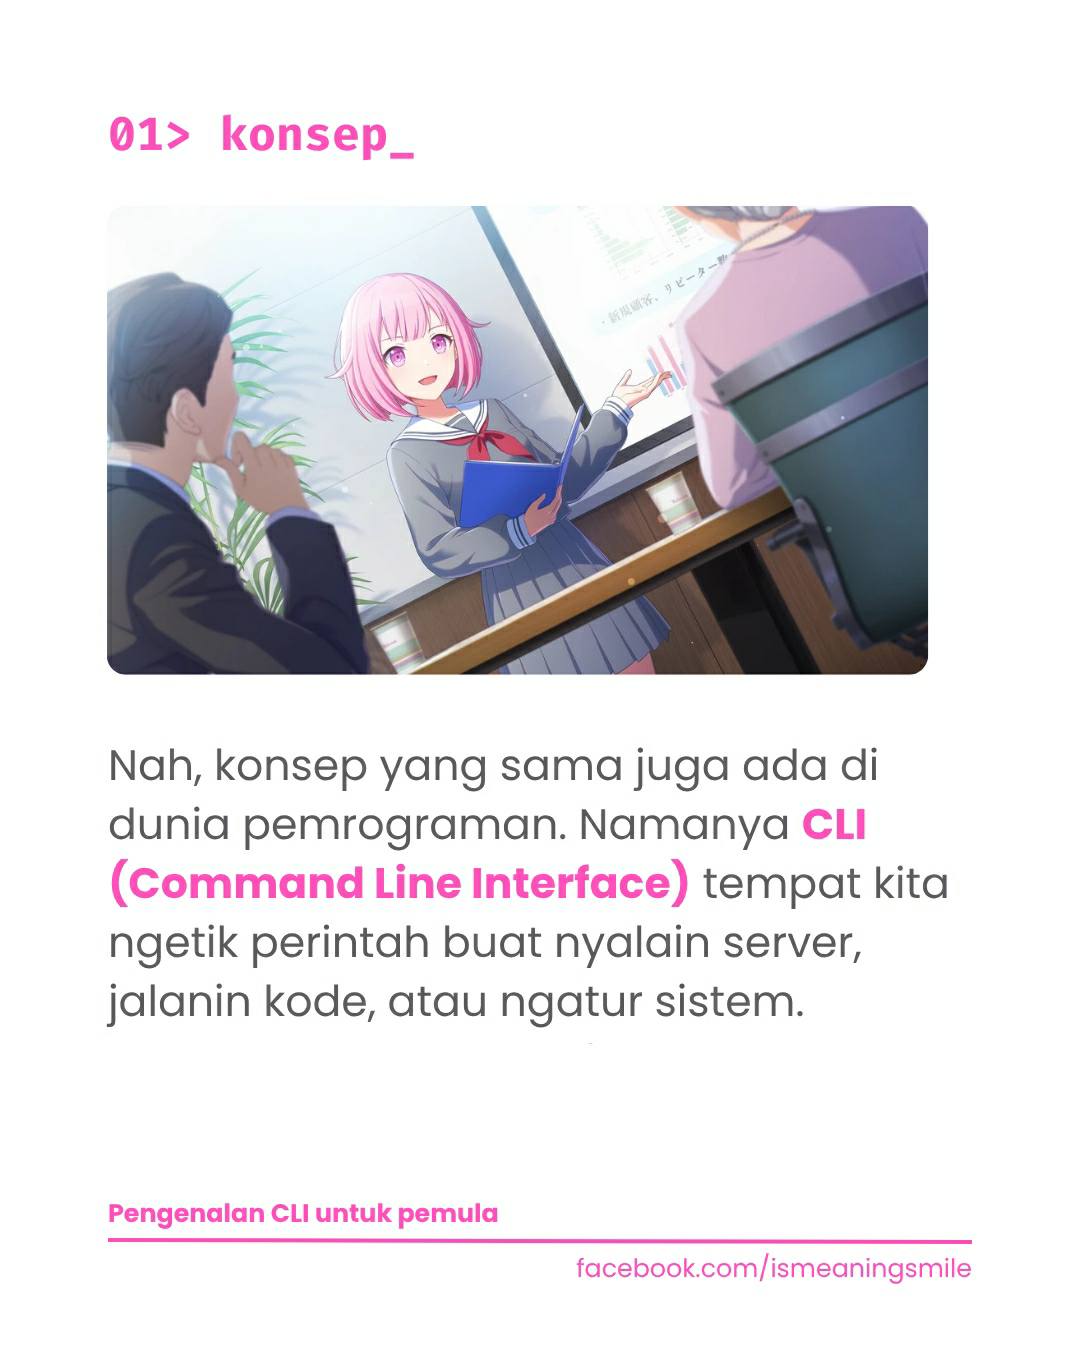 01> konsep_
・新規顧客、リピーター数
Nah, konsep yang sama juga ada di
dunia pemrograman. Namanya CLI
(Command Line Interface) tempat kita
ngetik perintah buat nyalain server,
jalanin kode, atau ngatur sistem.
Pengenalan CLI untuk pemula
facebook.com/ismeaningsmile